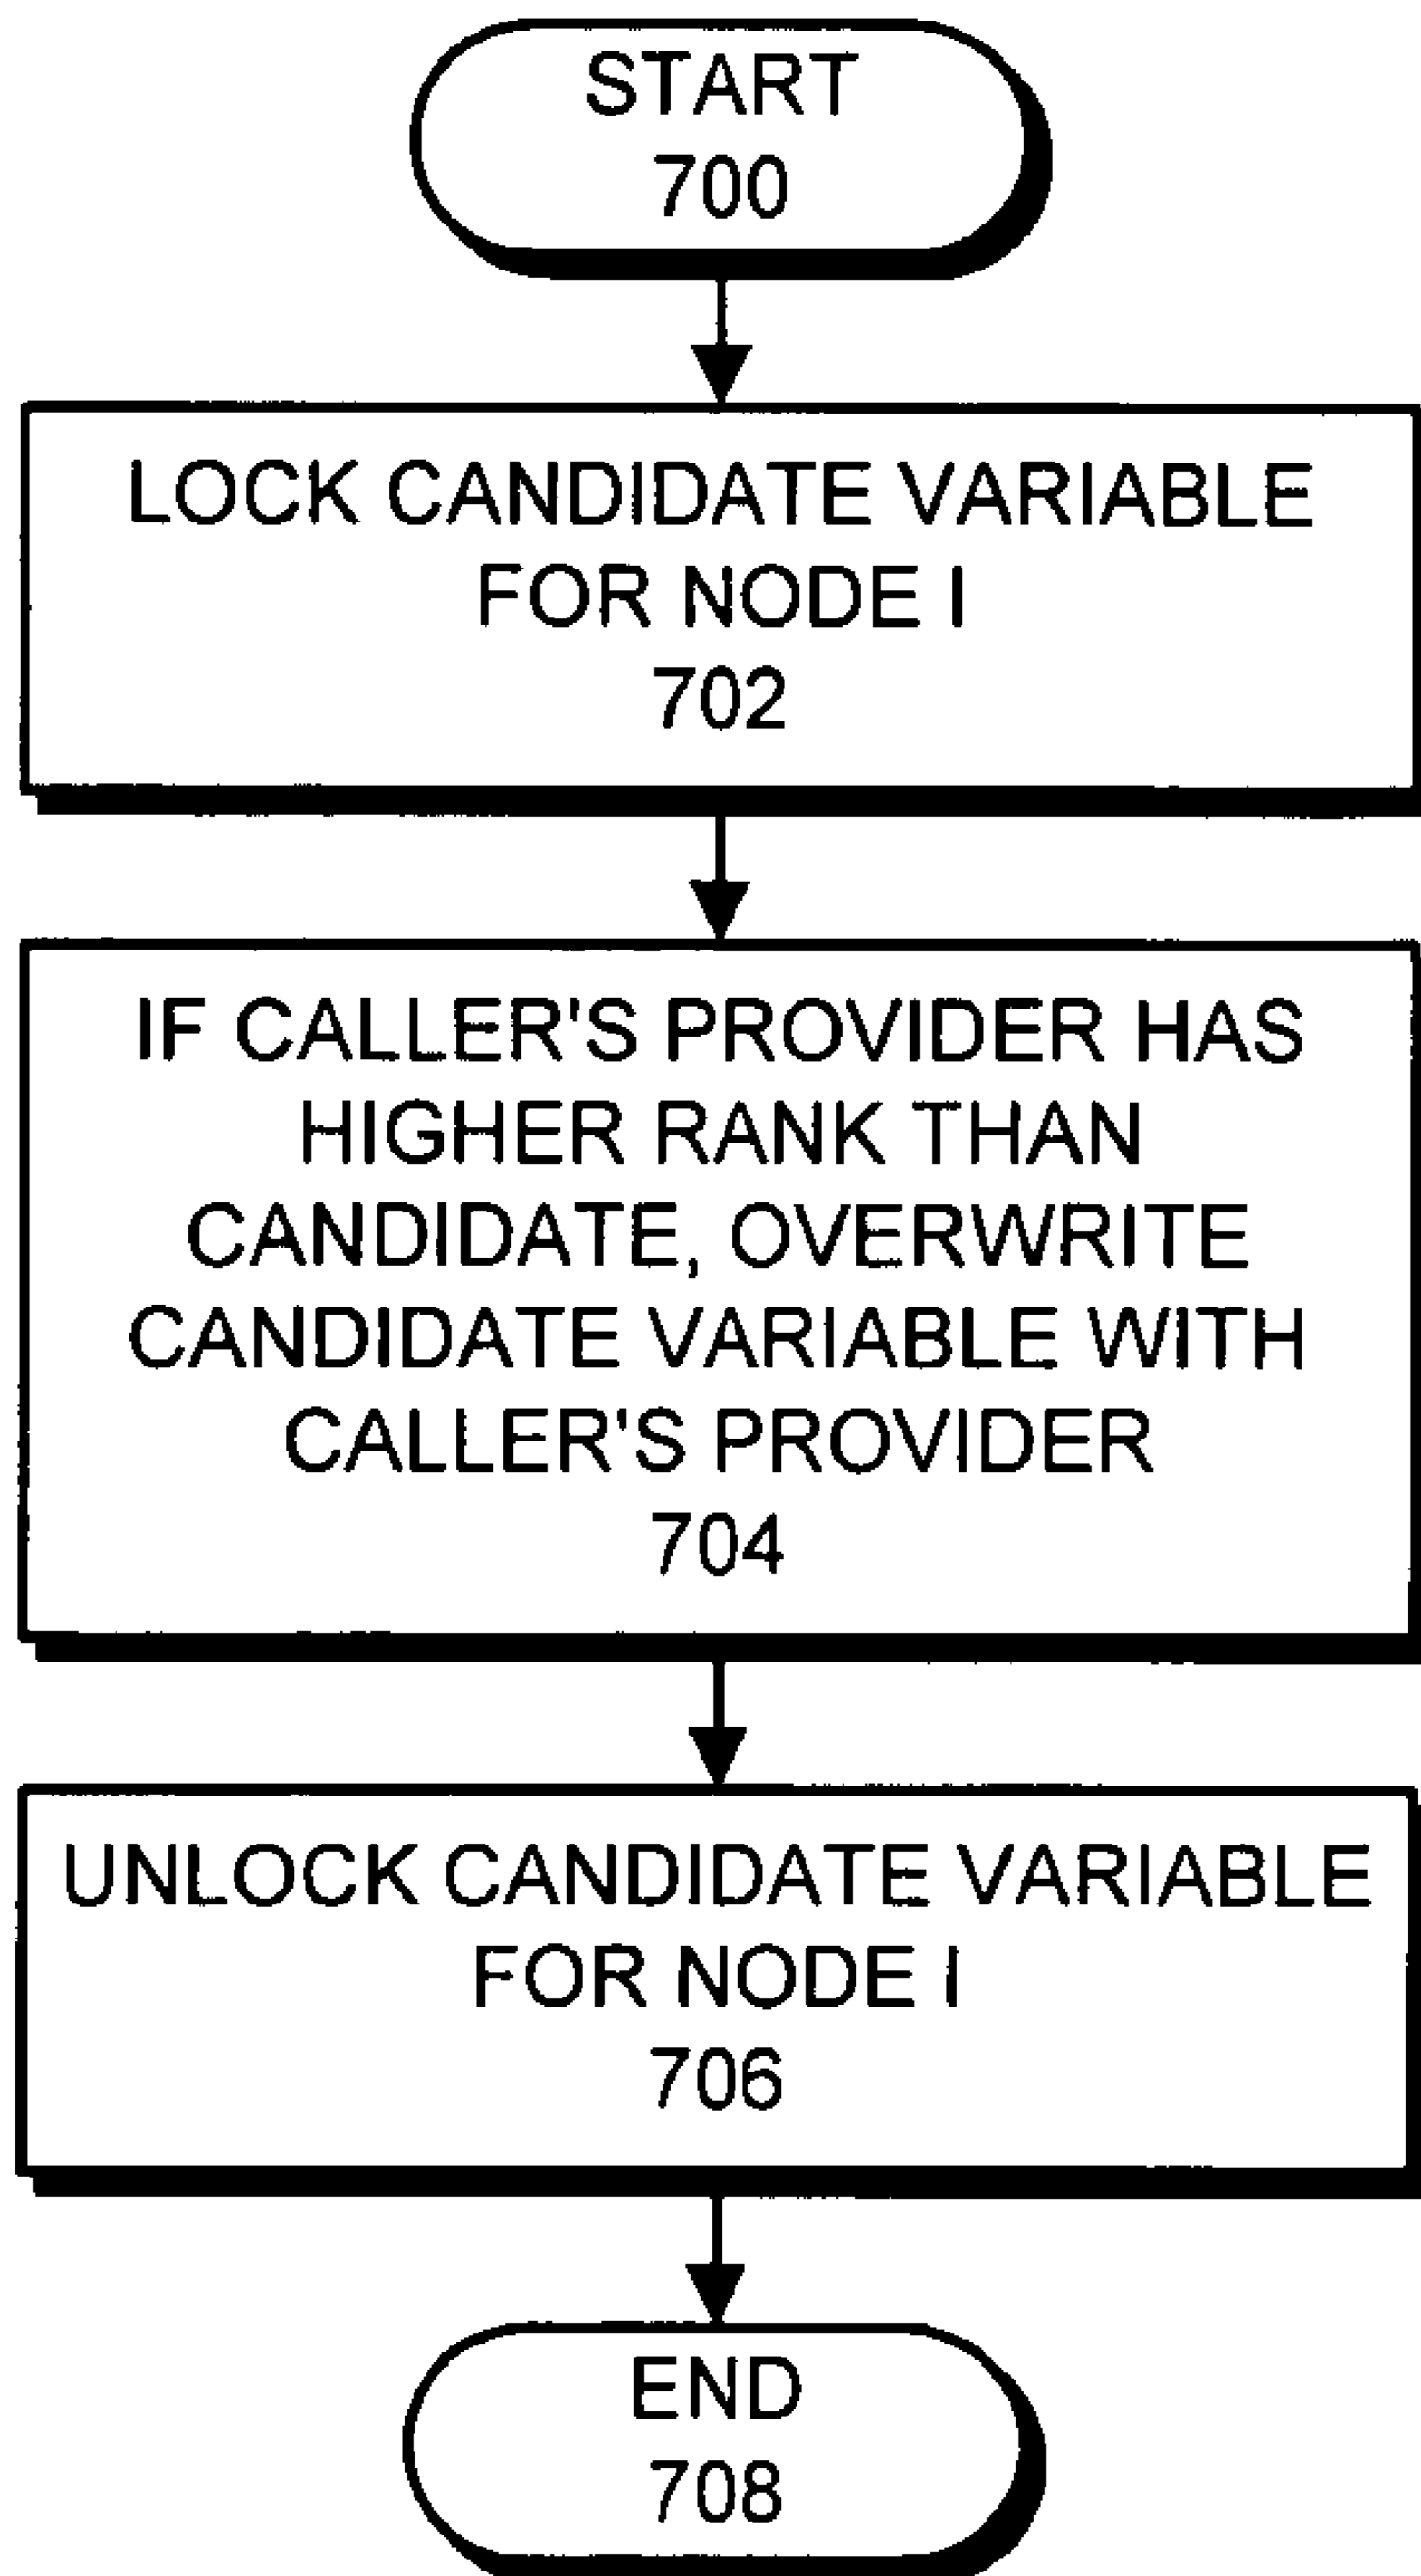 START
700
LOCK CANDIDATE VARIABLE
FOR NODE I
702
IF CALLER'S PROVIDER HAS
HIGHER RANK THAN
CANDIDATE, OVERWRITE
CANDIDATE VARIABLE WITH
CALLER'S PROVIDER
704
UNLOCK CANDIDATE VARIABLE
FOR NODE I
706
END
708